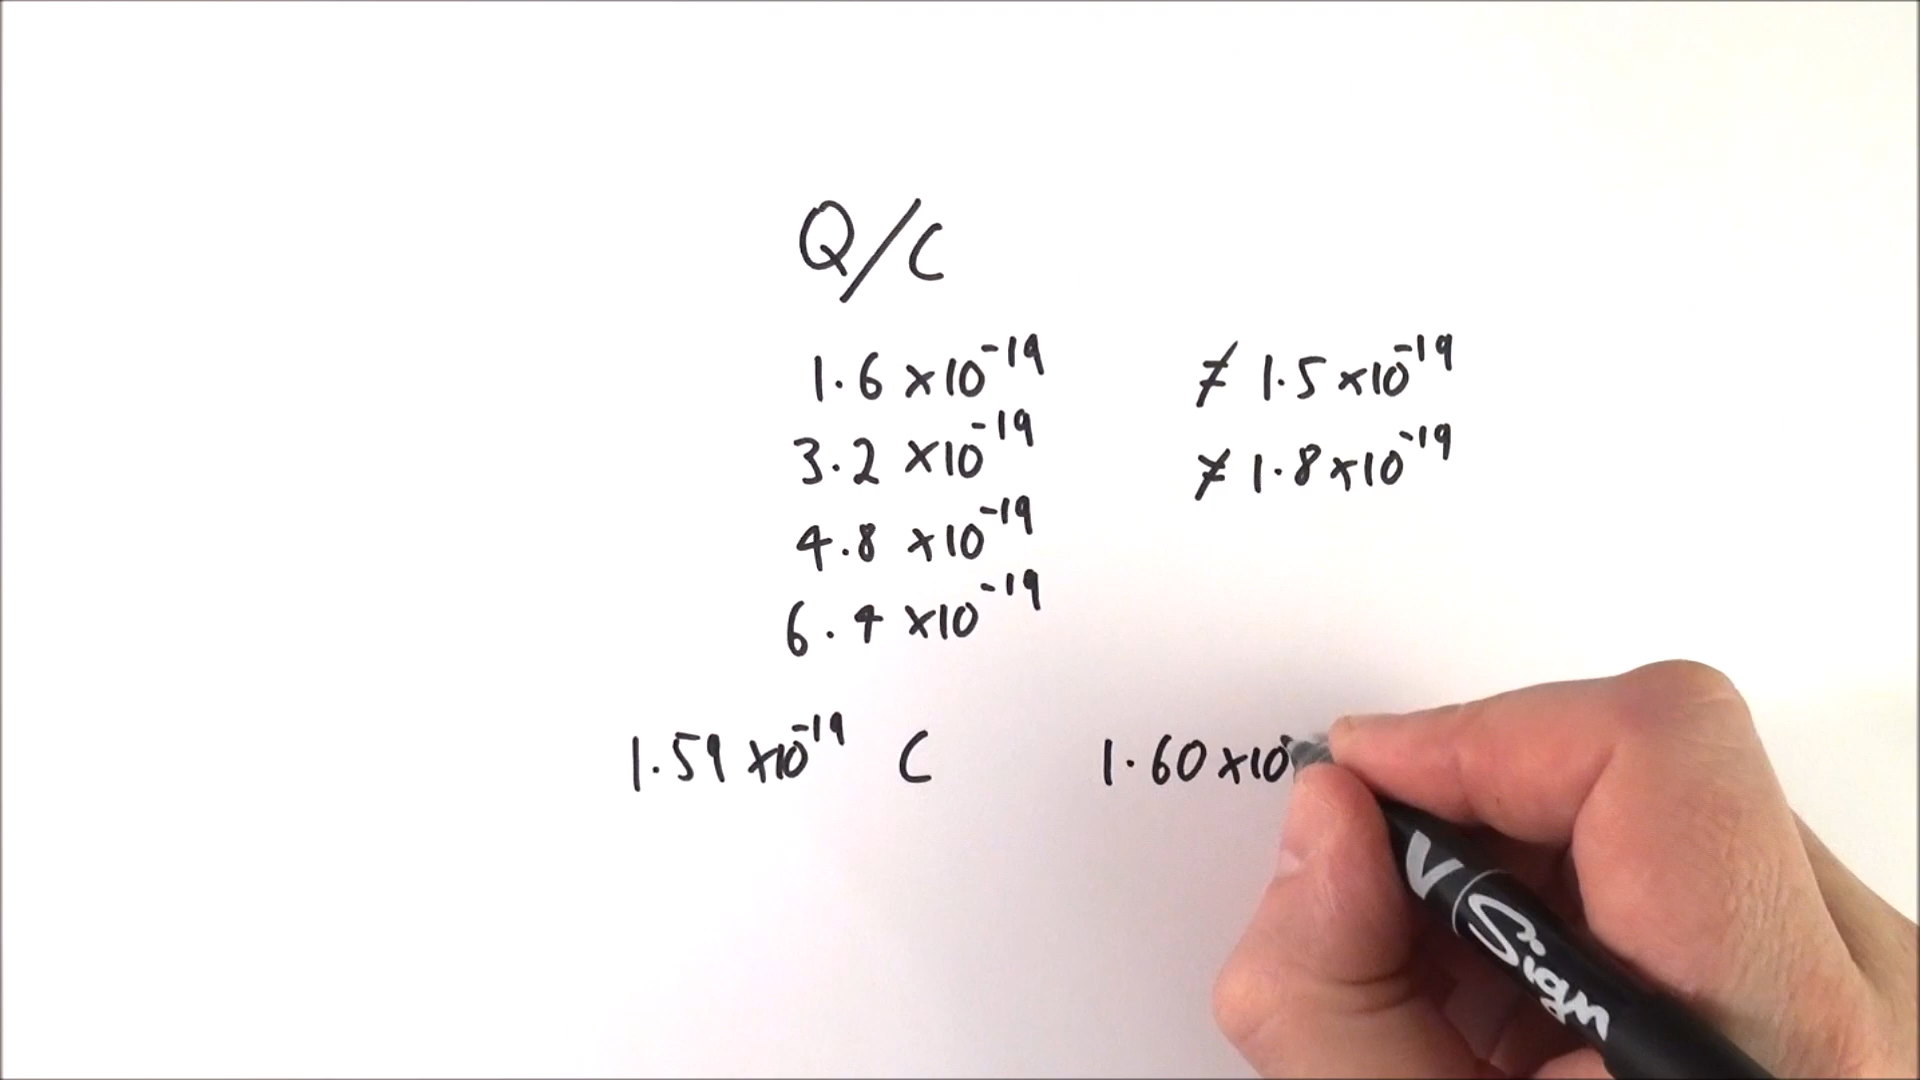 Q/C
1.6 ×10⁻¹⁹ ≠ 1.5 ×10⁻¹⁹
3.2 ×10⁻¹⁹ ≠ 1.8 ×10⁻¹⁹
4.8 ×10⁻¹⁹
6.4 ×10⁻¹⁹
1.59 ×10⁻¹⁹ C 1.60 ×10
V Sign